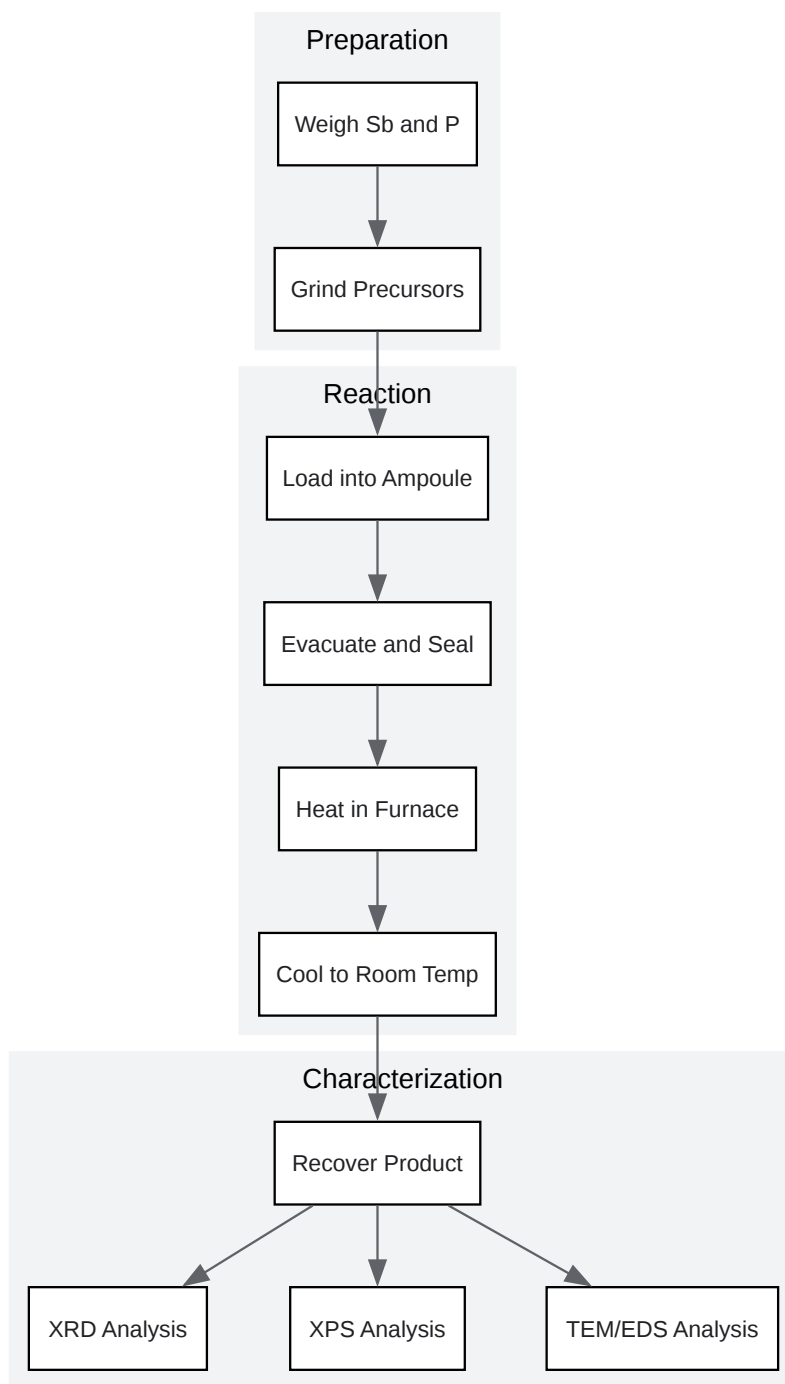 Preparation
Weigh Sb and P
Grind Precursors
Reaction
Load into Ampoule
Evacuate and Seal
Heat in Furnace
Cool to Room Temp
Characterization
Recover Product
XRD Analysis
XPS Analysis
TEM/EDS Analysis